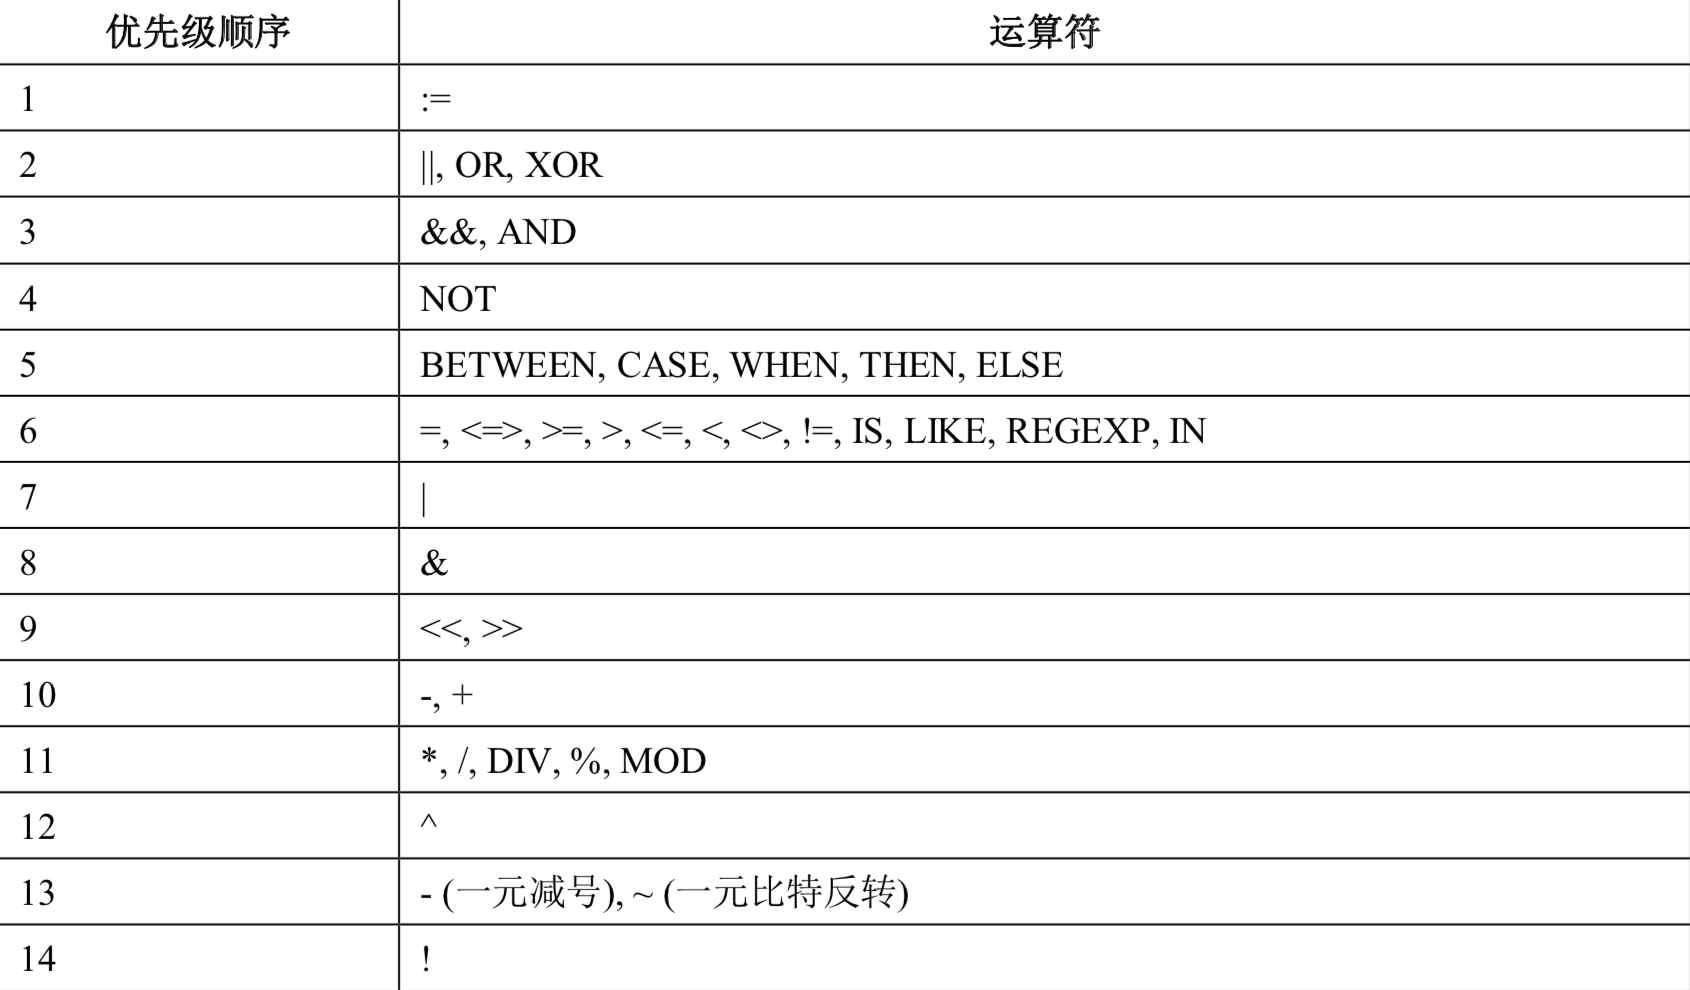 优先级顺序 运算符
1 :=
2 ||, OR, XOR
3 &&, AND
4 NOT
5 BETWEEN, CASE, WHEN, THEN, ELSE
6 =, <=>, >=, >, <=, <, <>, !=, IS, LIKE, REGEXP, IN
7 |
8 &
9 <<, >>
10 -, +
11 *, /, DIV, %, MOD
12 ^
13 - (一元减号), ~ (一元比特反转)
14 !